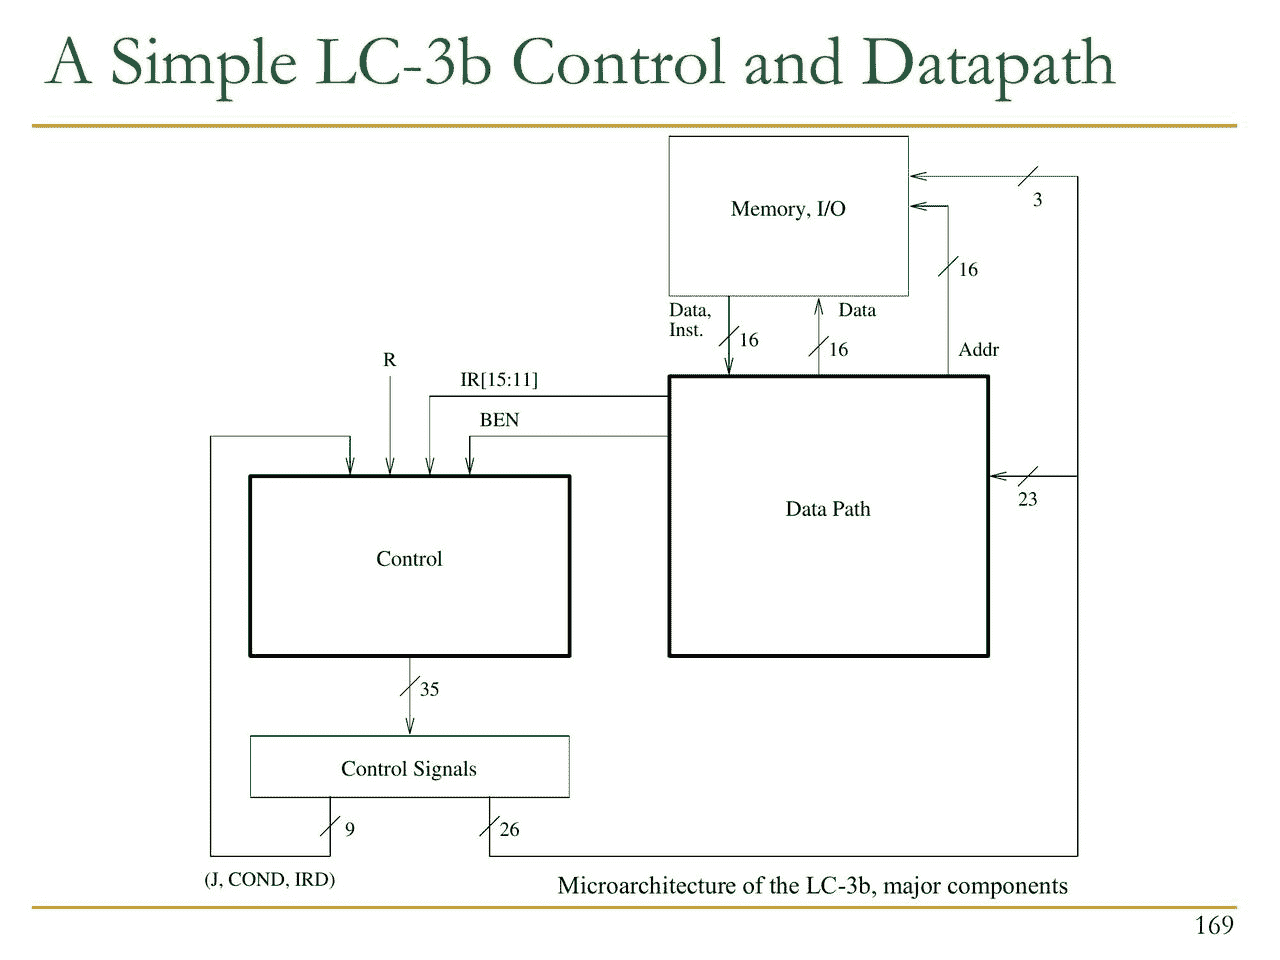 A Simple LC-3b Control and Datapath
Memory, I/O
3
16
Data,
Inst.
16
Data
16
Addr
R
IR[15:11]
BEN
Data Path
23
Control
35
Control Signals
9
26
(J, COND, IRD)
Microarchitecture of the LC-3b, major components
169